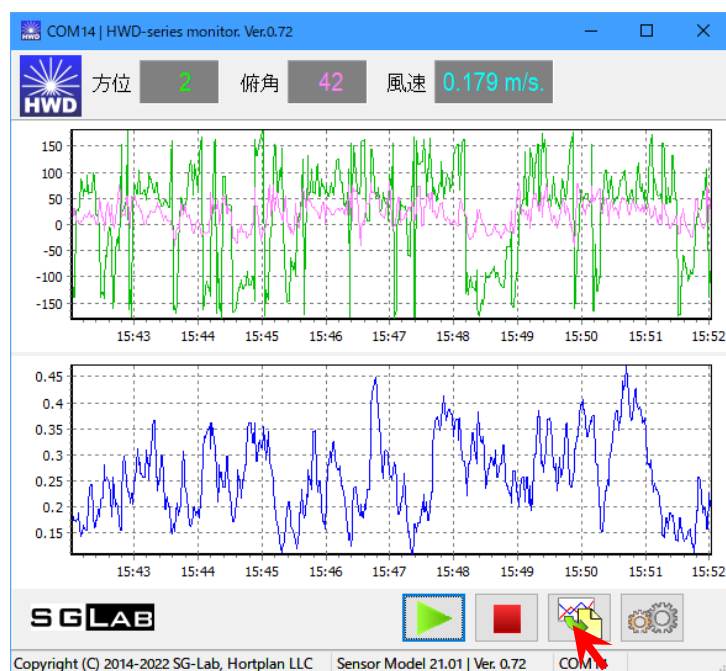 COM14 | HWD-series monitor. Ver.0.72
HWD
HWD 方位 2 俯角 42 風速 0.179 m/s.
150
100
50
0
-50
-100
-150
15:43 15:44 15:45 15:46 15:47 15:48 15:49 15:50 15:51 15:52
0.45
0.4
0.35
0.3
0.25
0.2
0.15
15:43 15:44 15:45 15:46 15:47 15:48 15:49 15:50 15:51 15:52
SGLAB
Copyright (C) 2014-2022 SG-Lab, Hortplan LLC Sensor Model 21.01 | Ver. 0.72 COM14